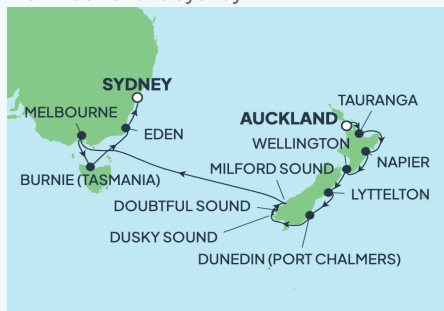 SYDNEY
MELBOURNE
EDEN
BURNIE (TASMANIA)
AUCKLAND
TAURANGA
WELLINGTON
NAPIER
MILFORD SOUND
LYTTELTON
DOUBTFUL SOUND
DUSKY SOUND
DUNEDIN (PORT CHALMERS)